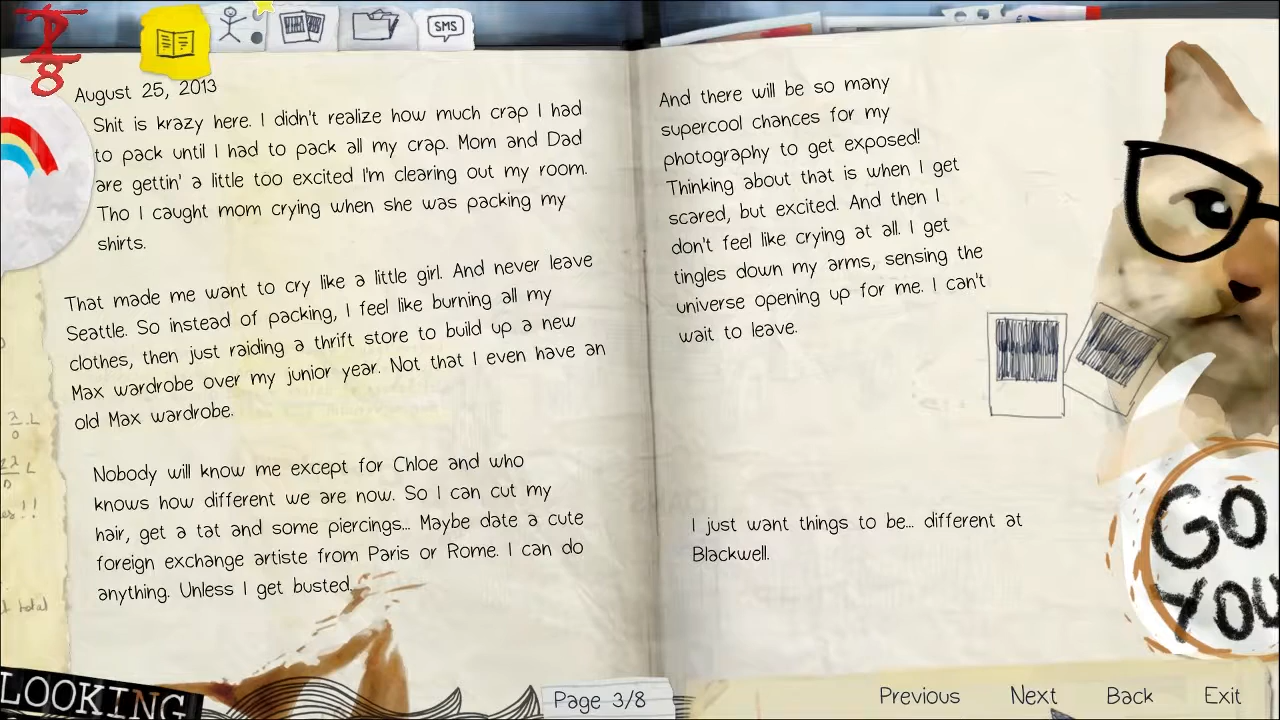 SMS
August 25, 2013
Shit is krazy here. I didn't realize how much crap I had
to pack until I had to pack all my crap. Mom and Dad
are gettin' a little too excited I'm clearing out my room.
Tho I caught mom crying when she was packing my
shirts.
That made me want to cry like a little girl. And never leave
Seattle. So instead of packing, I feel like burning all my
clothes, then just raiding a thrift store to build up a new
Max wardrobe over my junior year. Not that I even have an
old Max wardrobe.
Nobody will know me except for Chloe and who
knows how different we are now. So I can cut my
hair, get a tat and some piercings... Maybe date a cute
foreign exchange artiste from Paris or Rome. I can do
anything. Unless I get busted.
And there will be so many
supercool chances for my
photography to get exposed!
Thinking about that is when I get
scared, but excited. And then I
don't feel like crying at all. I get
tingles down my arms, sensing the
universe opening up for me. I can't
wait to leave.
I just want things to be... different at
Blackwell.
GO
YOU
total
LOOKING
Page 3/8
Previous
Next
Back
Exit